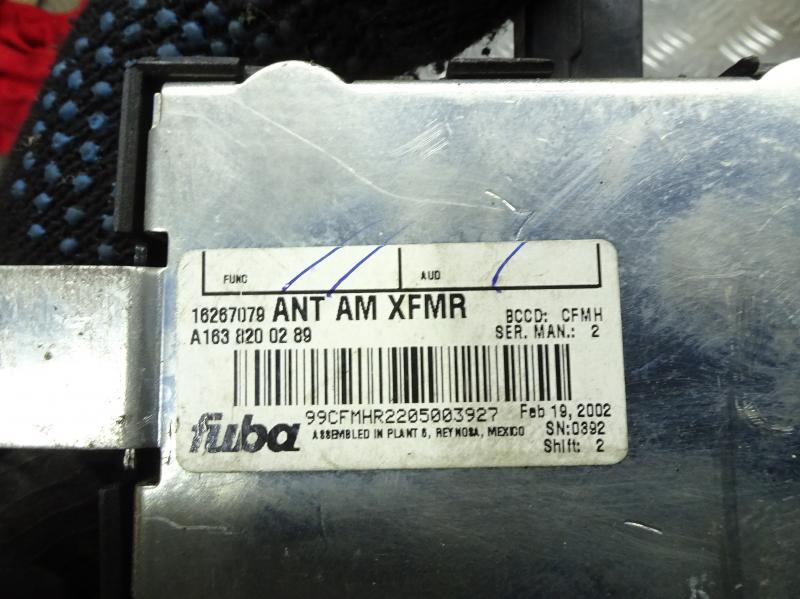 FUNC AUD
16267079 ANT AM XFMR BCCD: CFMH
A163 820 02 89 SER. MAN.: 2
99CFMHR2205003927 Feb 19, 2002
fuba ASSEMBLED IN PLANT 6, REYNOSA, MEXICO SN:0392
Shift: 2